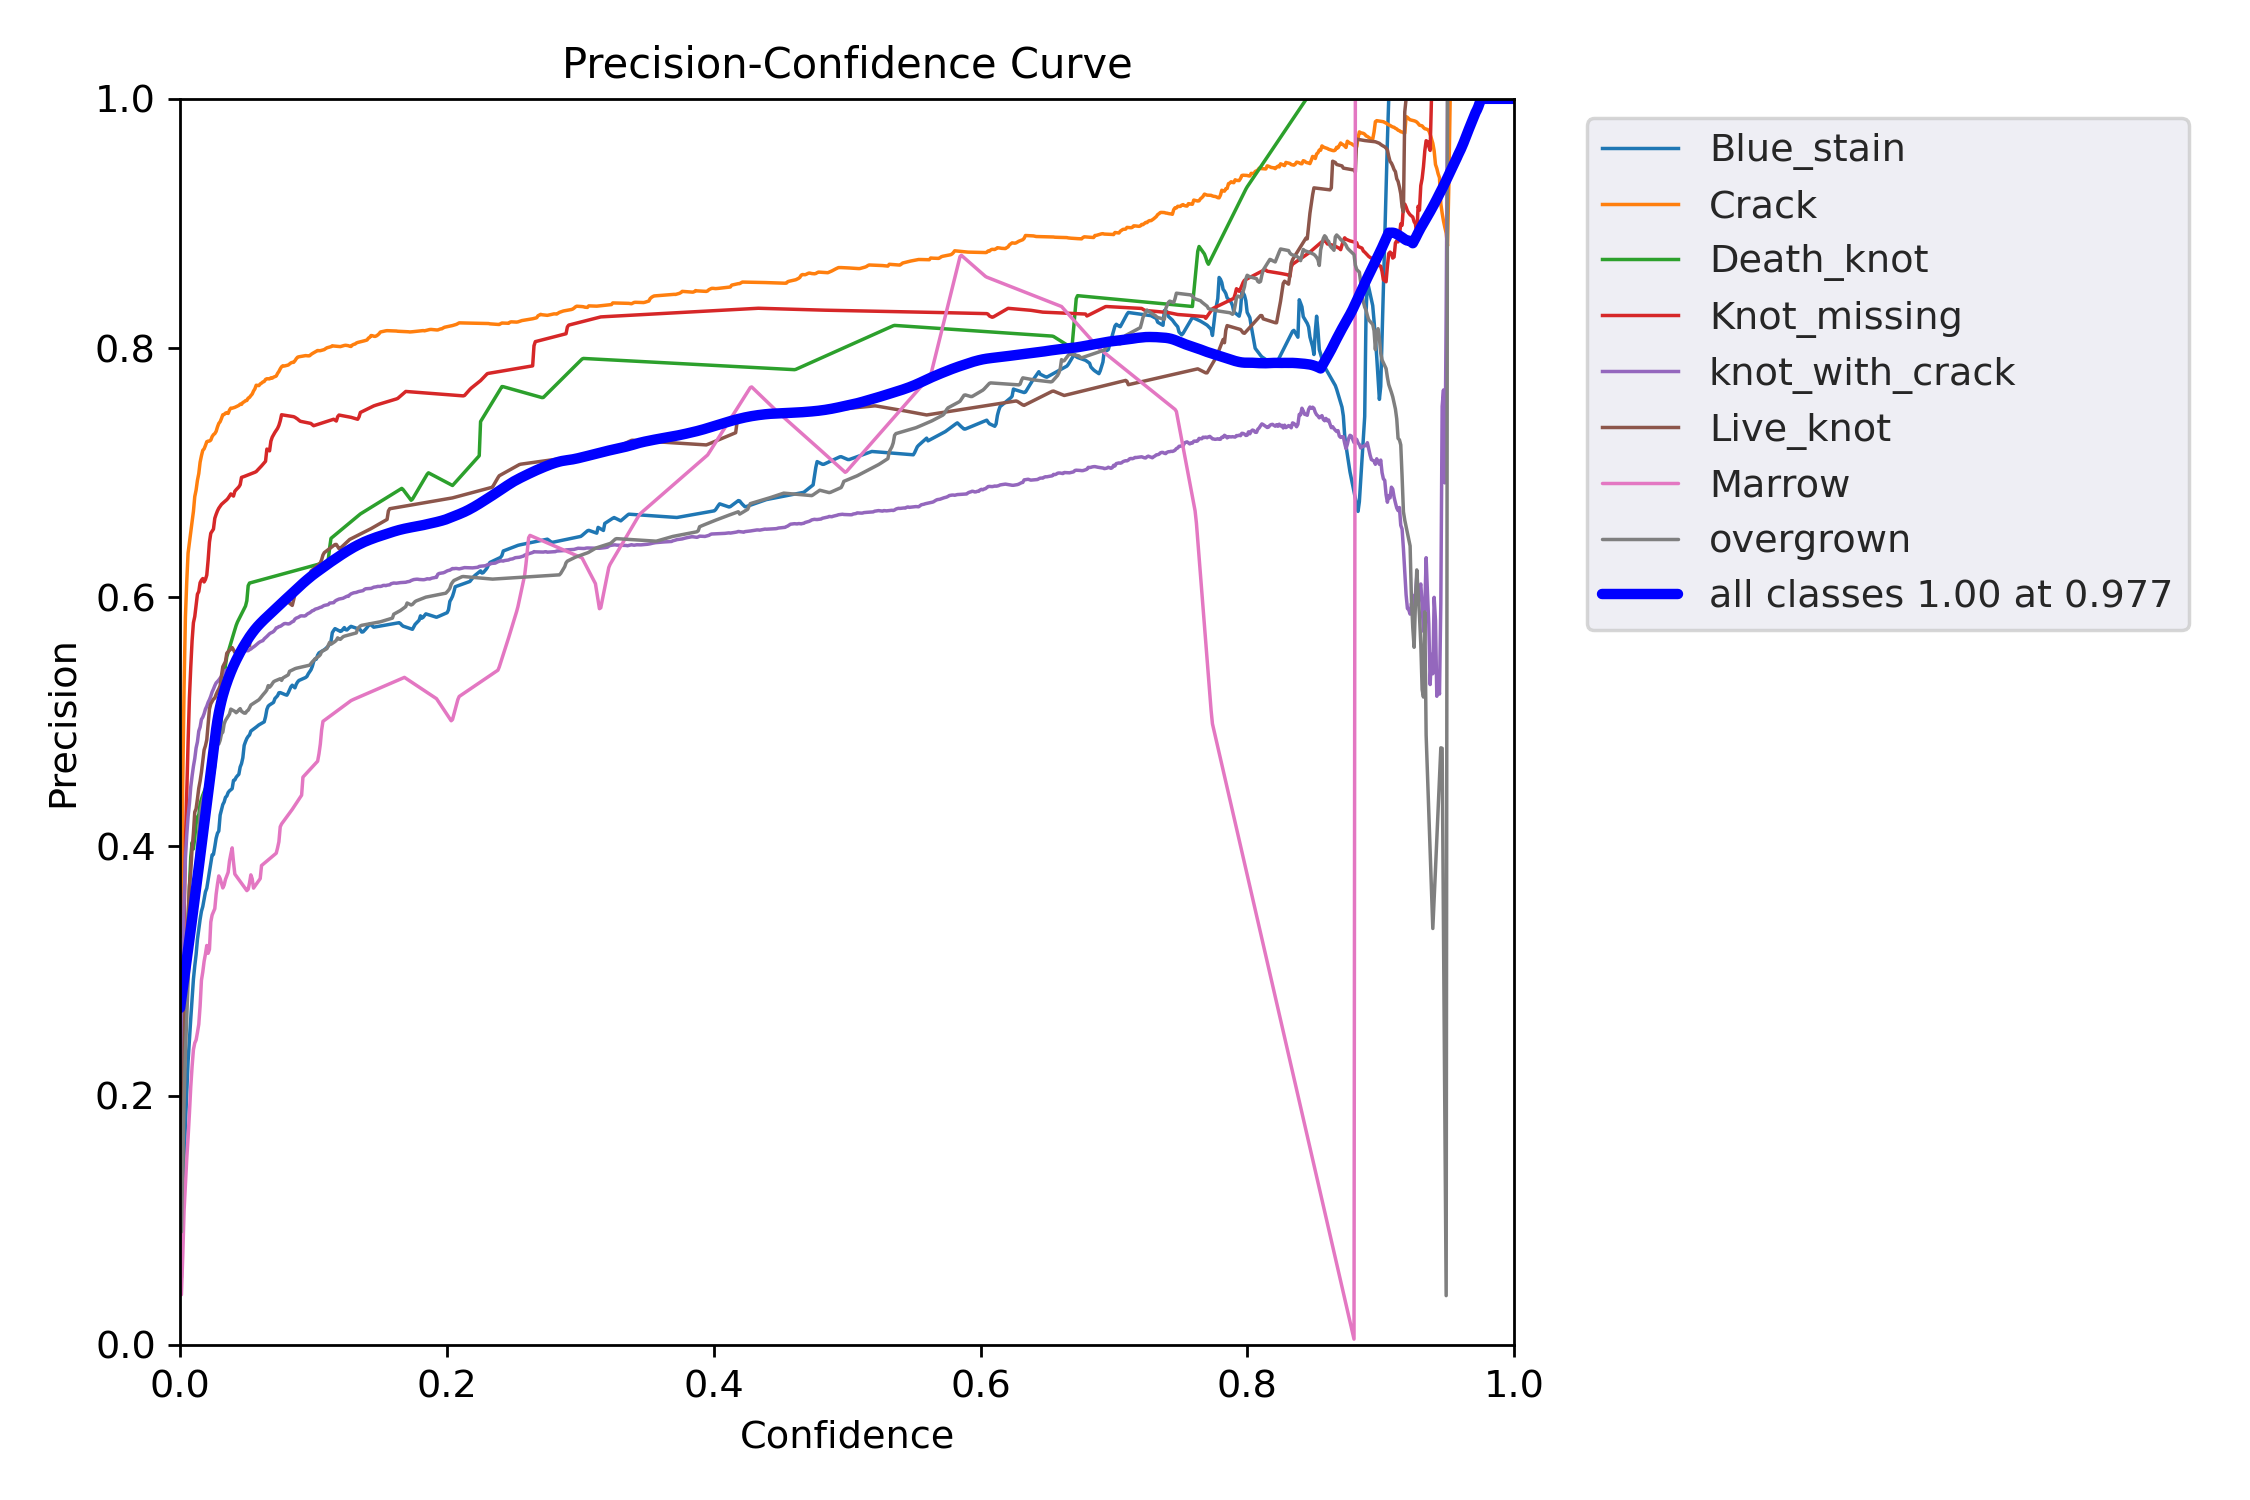 Precision-Confidence Curve
1.0
0.8
0.6
0.4
0.2
0.0
Precision
0.0 0.2 0.4 0.6 0.8 1.0
Confidence
Blue_stain
Crack
Death_knot
Knot_missing
knot_with_crack
Live_knot
Marrow
overgrown
all classes 1.00 at 0.977